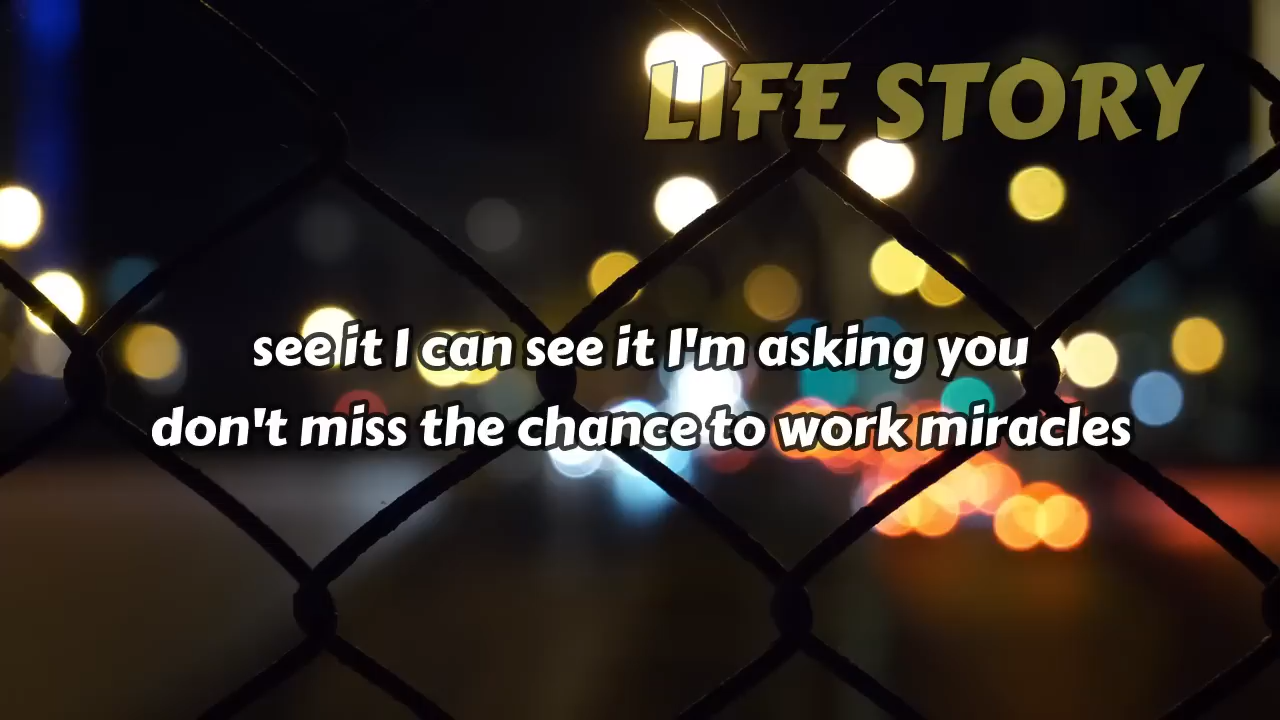 LIFE STORY
see it I can see it I'm asking you
don't miss the chance to work miracles